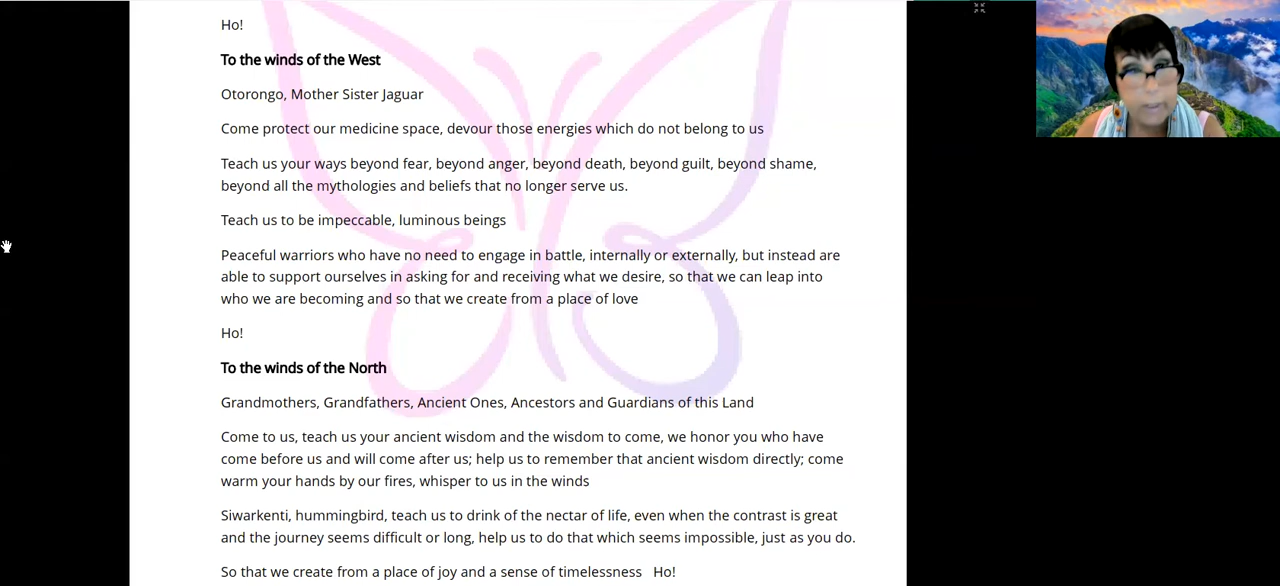 Ho!
To the winds of the West
Otorongo, Mother Sister Jaguar
Come protect our medicine space, devour those energies which do not belong to us
Teach us your ways beyond fear, beyond anger, beyond death, beyond guilt, beyond shame,
beyond all the mythologies and beliefs that no longer serve us.
Teach us to be impeccable, luminous beings
Peaceful warriors who have no need to engage in battle, internally or externally, but instead are
able to support ourselves in asking for and receiving what we desire, so that we can leap into
who we are becoming and so that we create from a place of love
Ho!
To the winds of the North
Grandmothers, Grandfathers, Ancient Ones, Ancestors and Guardians of this Land
Come to us, teach us your ancient wisdom and the wisdom to come, we honor you who have
come before us and will come after us; help us to remember that ancient wisdom directly; come
warm your hands by our fires, whisper to us in the winds
Siwarkenti, hummingbird, teach us to drink of the nectar of life, even when the contrast is great
and the journey seems difficult or long, help us to do that which seems impossible, just as you do.
So that we create from a place of joy and a sense of timelessness Ho!